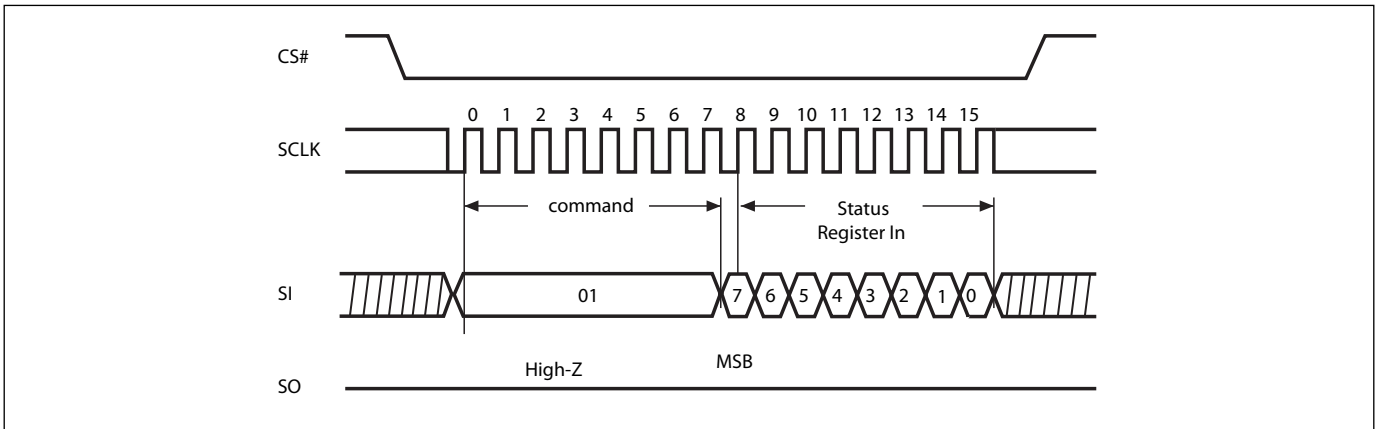 CS#
0 1 2 3 4 5 6 7 8 9 10 11 12 13 14 15
SCLK
command
Status
Register In
SI
01
7 6 5 4 3 2 1 0
High-Z
MSB
SO